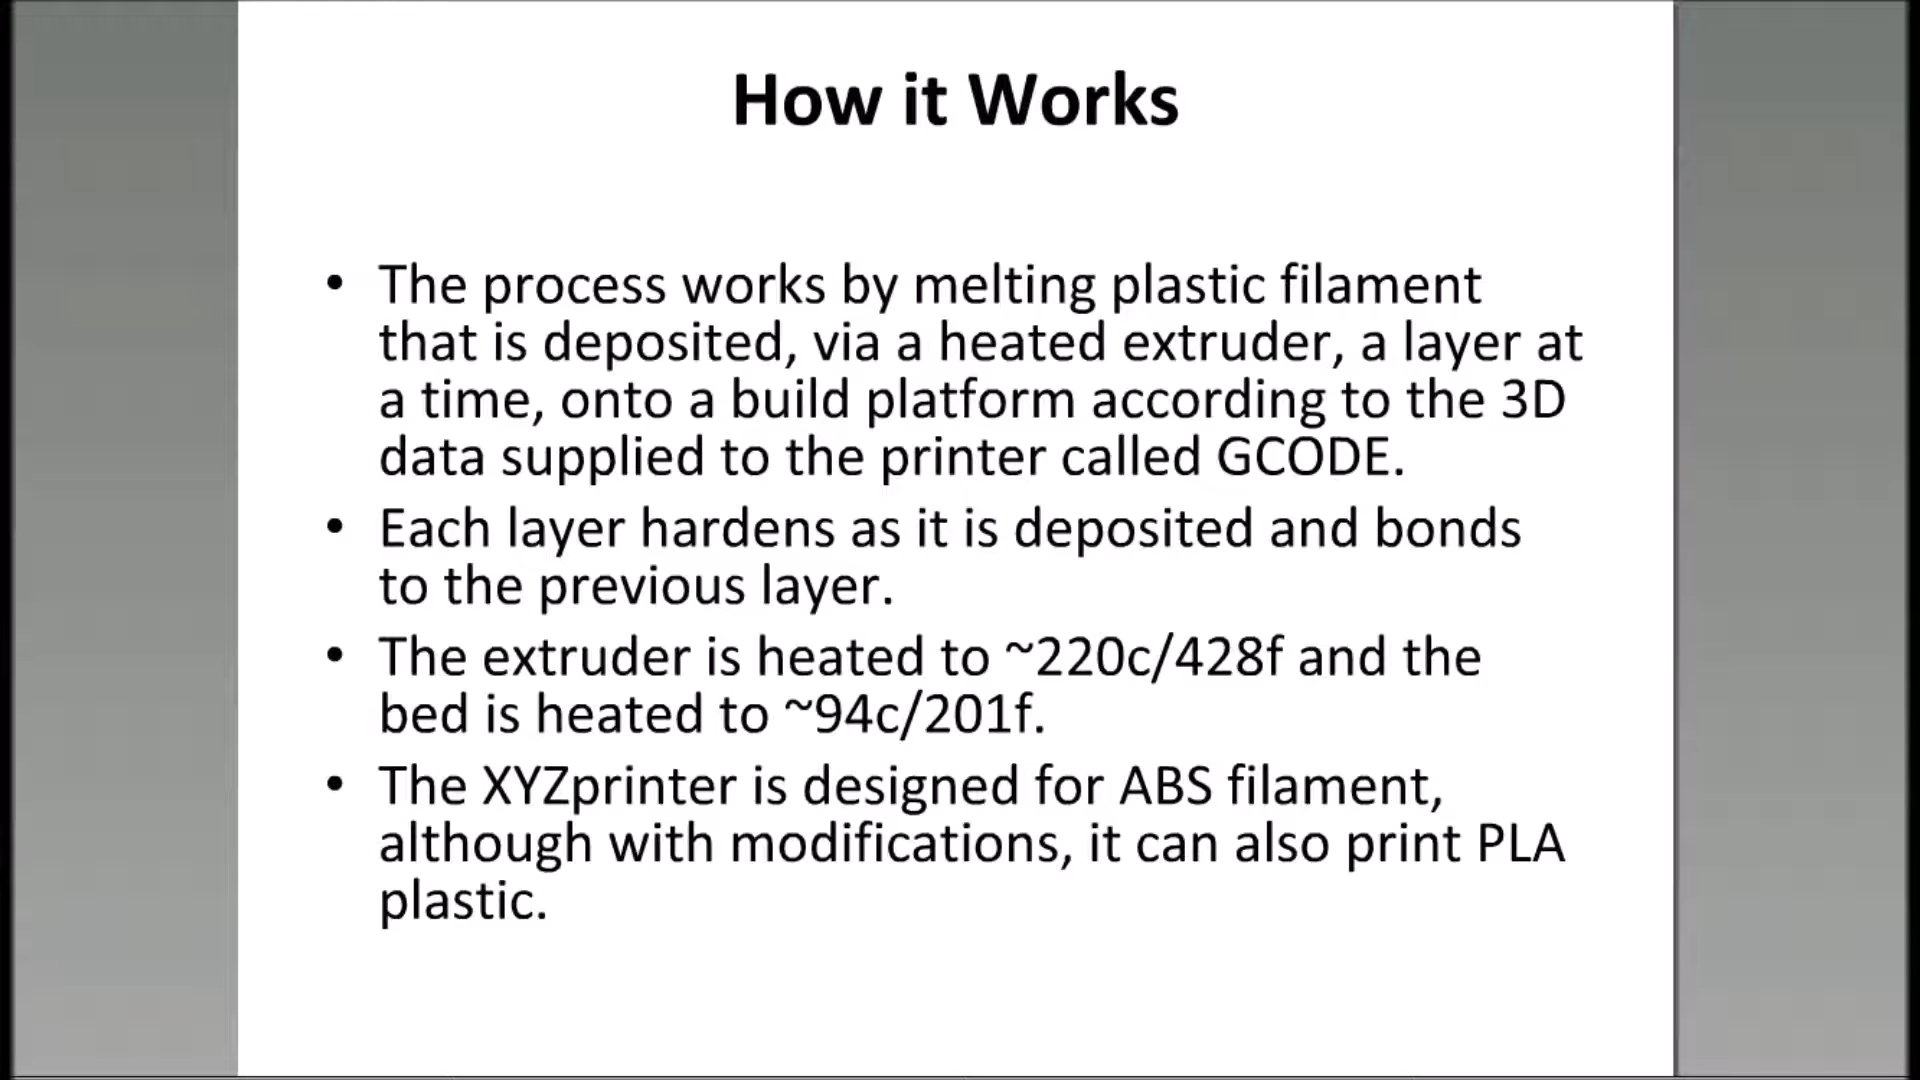 How it Works
• The process works by melting plastic filament
that is deposited, via a heated extruder, a layer at
a time, onto a build platform according to the 3D
data supplied to the printer called GCODE.
• Each layer hardens as it is deposited and bonds
to the previous layer.
• The extruder is heated to ~220c/428f and the
bed is heated to ~94c/201f.
• The XYZprinter is designed for ABS filament,
although with modifications, it can also print PLA
plastic.